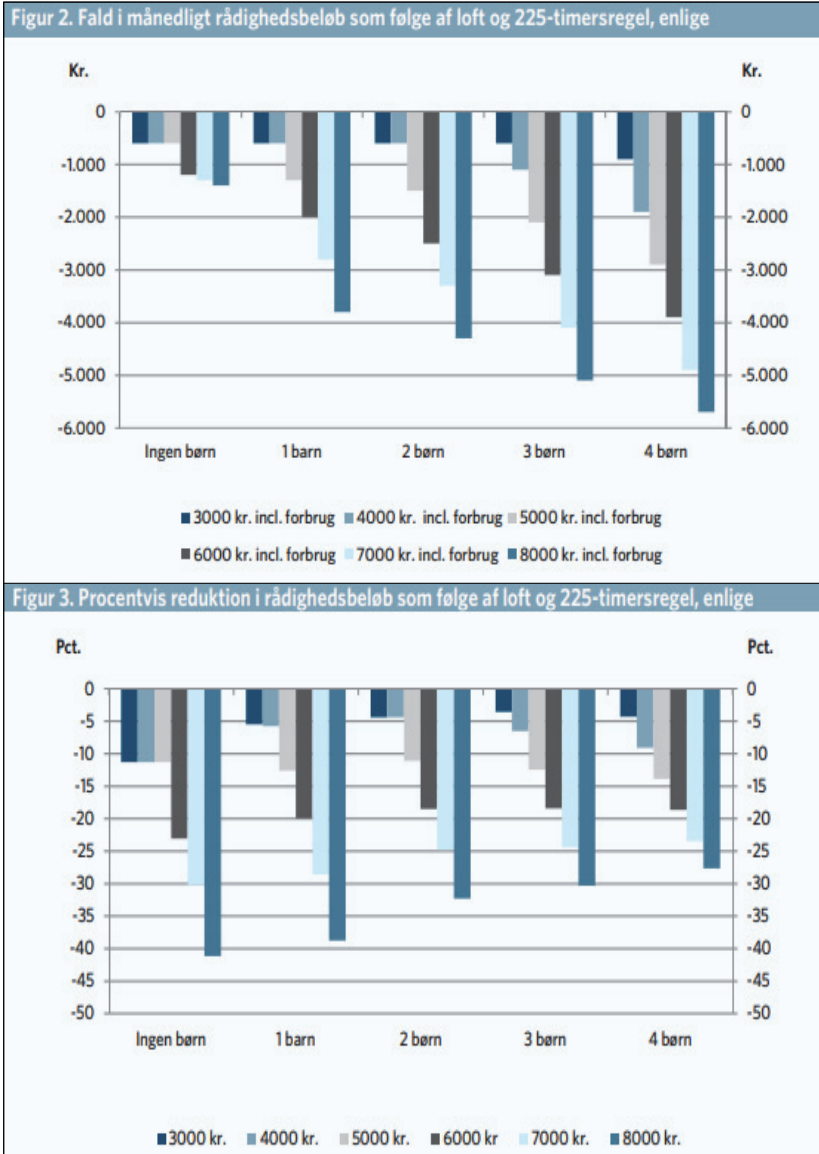 Figur 2. Fald i månedligt rådighedsbeløb som følge af loft og 225-timersregel, enlige
Kr. Kr.
0 0
-1.000 -1.000
-2.000 -2.000
-3.000 -3.000
-4.000 -4.000
-5.000 -5.000
-6.000 -6.000
Ingen børn 1 barn 2 børn 3 børn 4 børn
3000 kr. incl. forbrug 4000 kr. incl. forbrug 5000 kr. incl. forbrug
6000 kr. incl. forbrug 7000 kr. incl. forbrug 8000 kr. incl. forbrug
Figur 3. Procentvis reduktion i rådighedsbeløb som følge af loft og 225-timersregel, enlige
Pct. Pct.
0 0
-5 -5
-10 -10
-15 -15
-20 -20
-25 -25
-30 -30
-35 -35
-40 -40
-45 -45
-50 -50
Ingen børn 1 barn 2 børn 3 børn 4 børn
3000 kr. 4000 kr. 5000 kr. 6000 kr 7000 kr. 8000 kr.